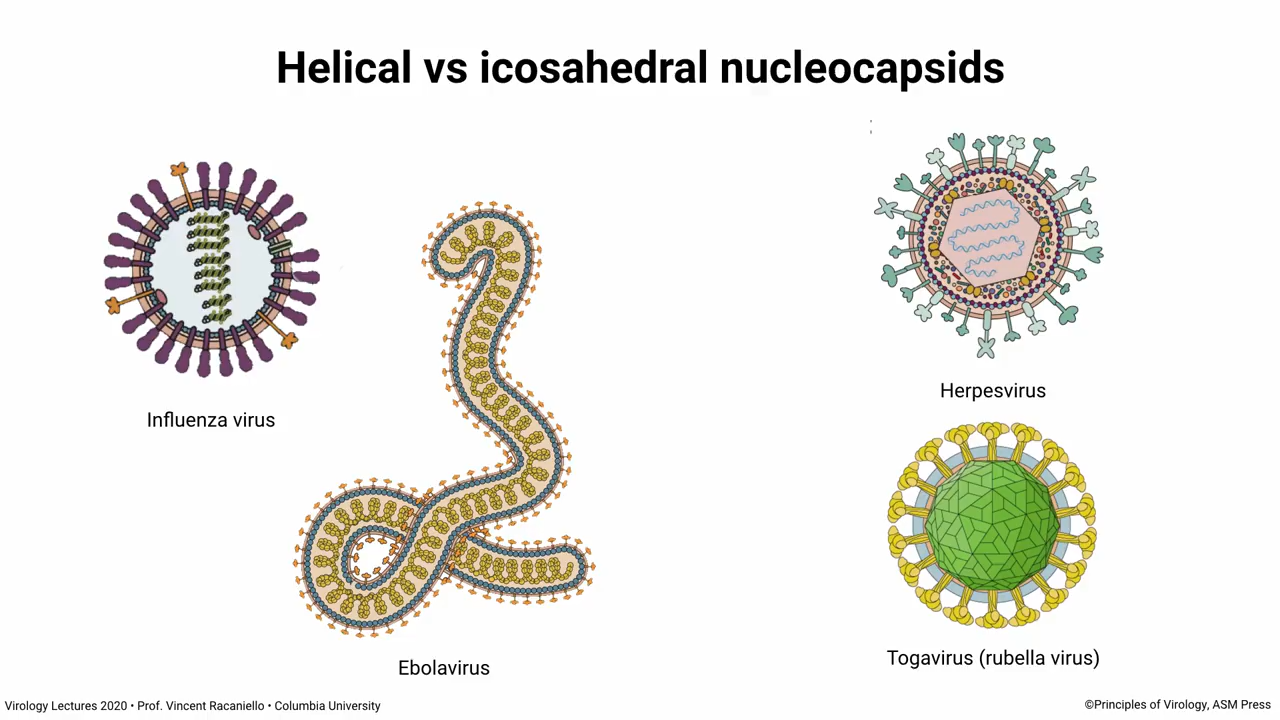 Helical vs icosahedral nucleocapsids
Influenza virus
Ebolavirus
Herpesvirus
Togavirus (rubella virus)
Virology Lectures 2020 • Prof. Vincent Racaniello • Columbia University
©Principles of Virology, ASM Press